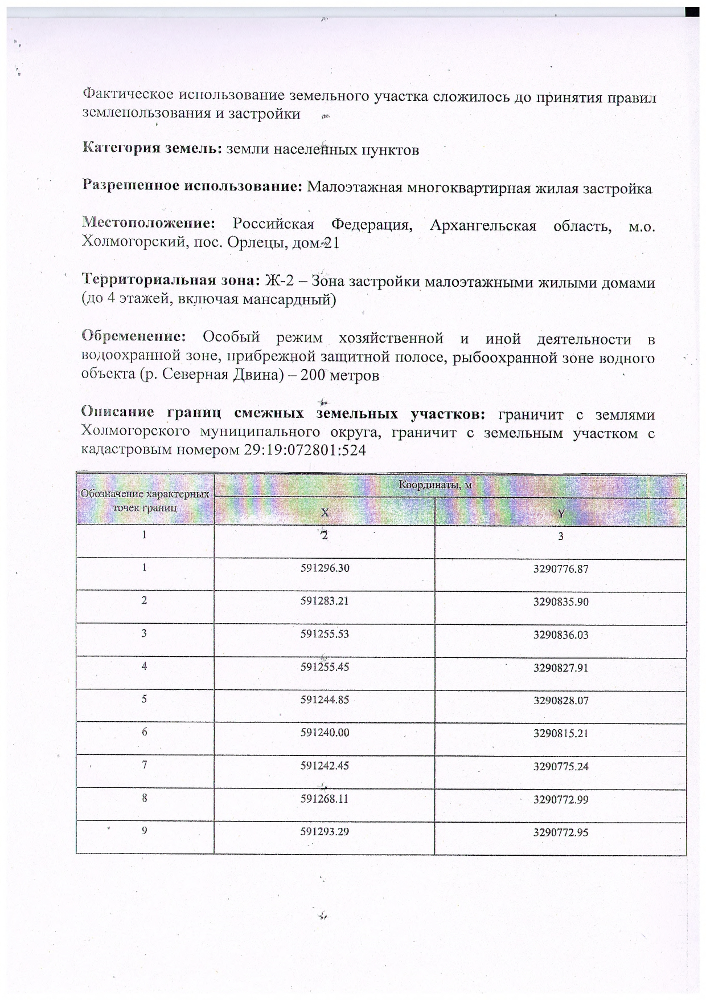 Фактическое использование земельного участка сложилось до принятия правил
землепользования и застройки
Категория земель: земли населенных пунктов
Разрешенное использование: Малоэтажная многоквартирная жилая застройка
Местоположение: Российская Федерация, Архангельская область, м.о.
Холмогорский, пос. Орлецы, дом 21
Территориальная зона: Ж-2 – Зона застройки малоэтажными жилыми домами
(до 4 этажей, включая мансардный)
Обременение: Особый режим хозяйственной и иной деятельности в
водоохранной зоне, прибрежной защитной полосе, рыбоохранной зоне водного
объекта (р. Северная Двина) – 200 метров
Описание границ смежных земельных участков: граничит с землями
Холмогорского муниципального округа, граничит с земельным участком с
кадастровым номером 29:19:072801:524
Обозначение характерных
точек границ
Координаты, м
X Y
1 2 3
1 591296.30 3290776.87
2 591283.21 3290835.90
3 591255.53 3290836.03
4 591255.45 3290827.91
5 591244.85 3290828.07
6 591240.00 3290815.21
7 591242.45 3290775.24
8 591268.11 3290772.99
9 591293.29 3290772.95